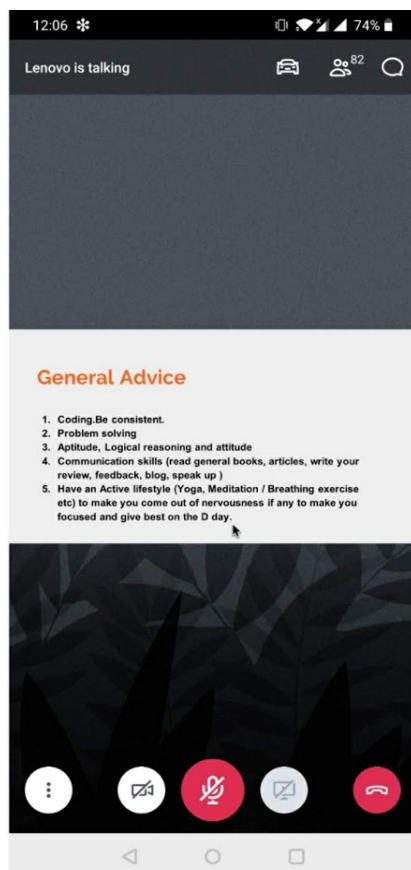 12:06
74%
Lenovo is talking
82
General Advice
1. Coding.Be consistent.
2. Problem solving
3. Aptitude, Logical reasoning and attitude
4. Communication skills (read general books, articles, write your
review, feedback, blog, speak up )
5. Have an Active lifestyle (Yoga, Meditation / Breathing exercise
etc) to make you come out of nervousness if any to make you
focused and give best on the D day.